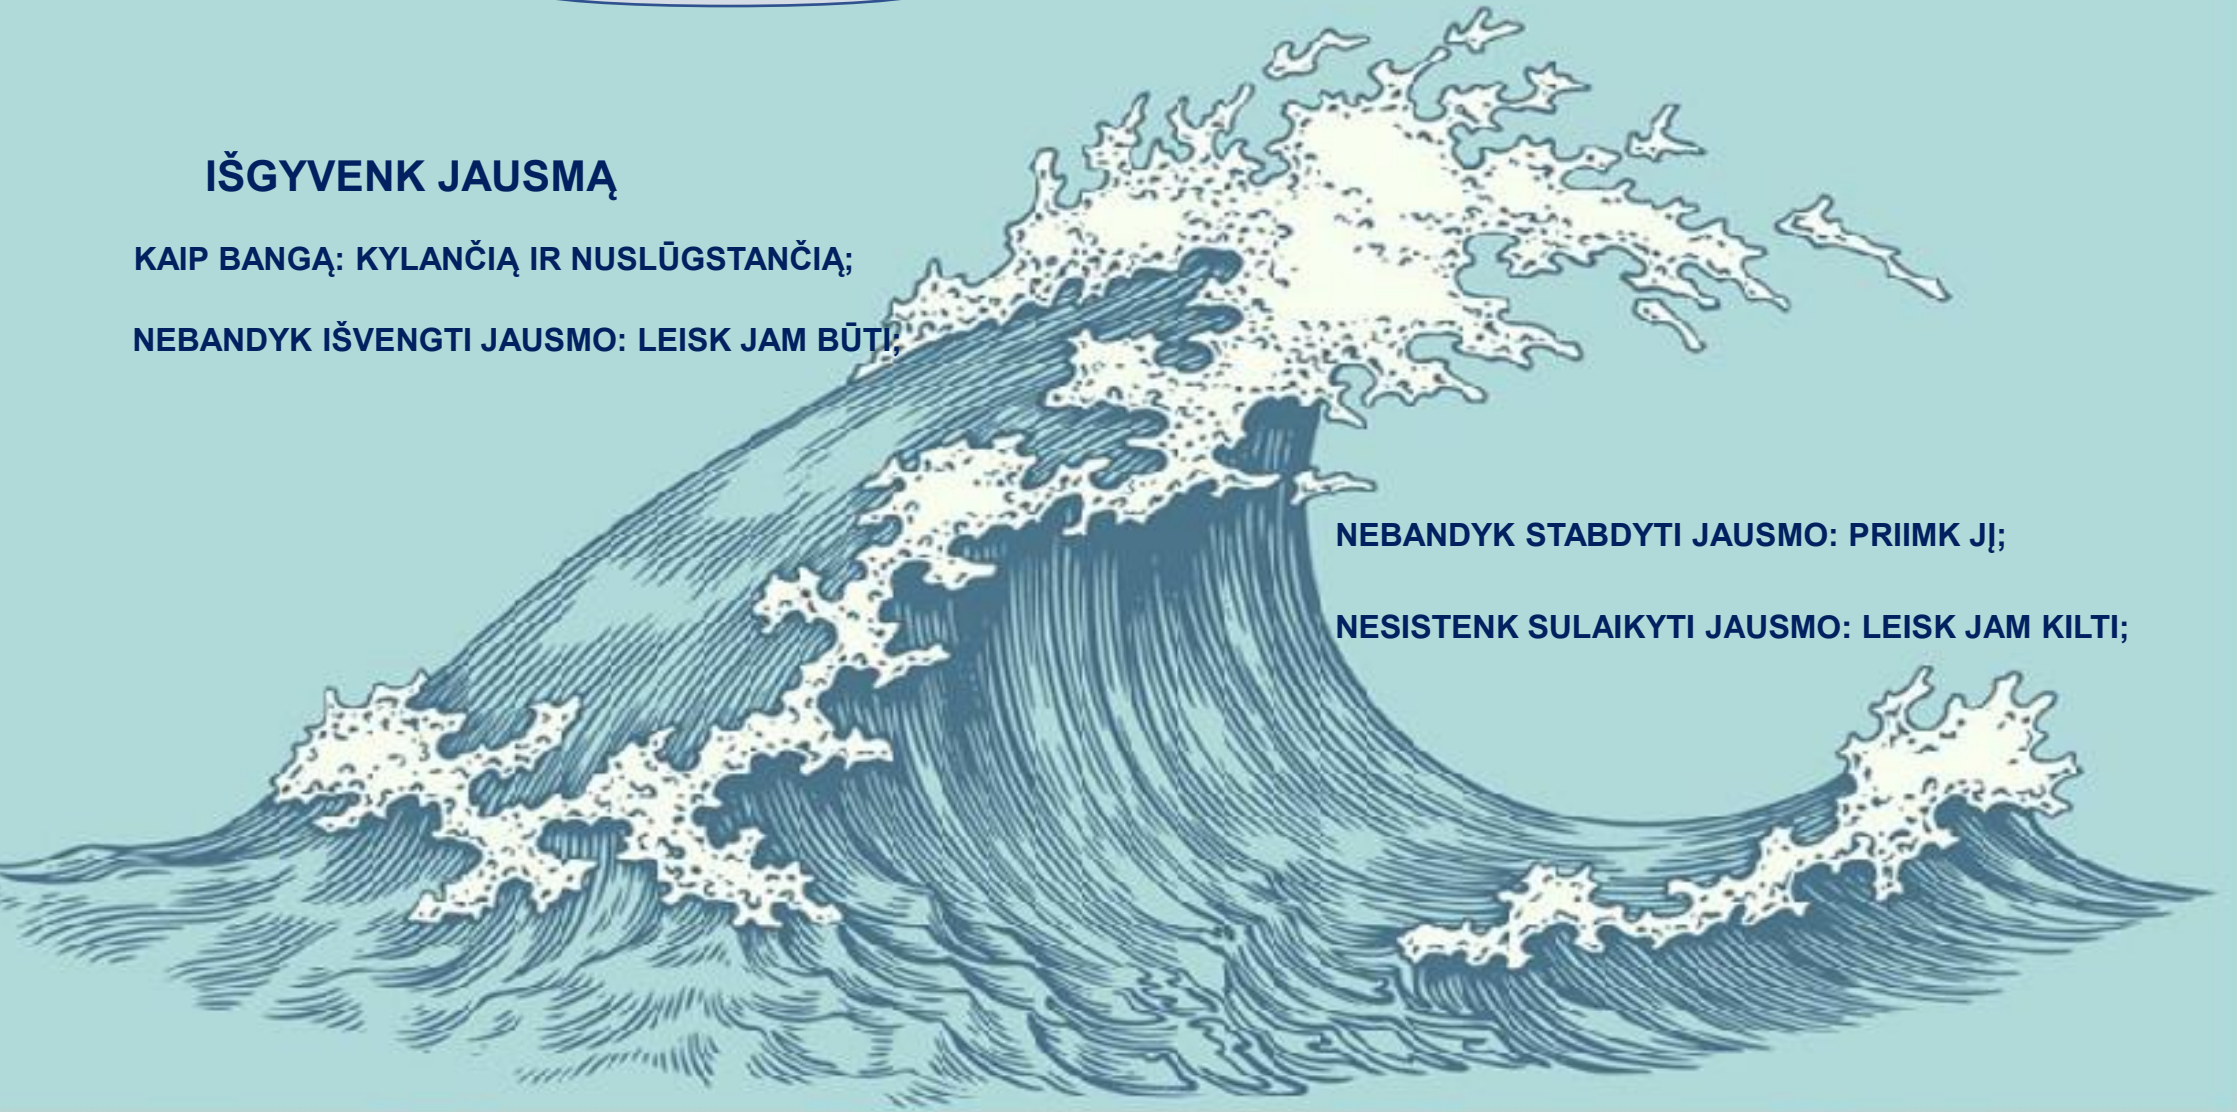 IŠGYVENK JAUSMĄ
KAIP BANGĄ: KYLANČIĄ IR NUSLŪGSTANČIĄ;
NEBANDYK IŠVENGTI JAUSMO: LEISK JAM BŪTI;
NEBANDYK STABDYTI JAUSMO: PRIIMK JĮ;
NESISTENK SULAIKYTI JAUSMO: LEISK JAM KILTI;